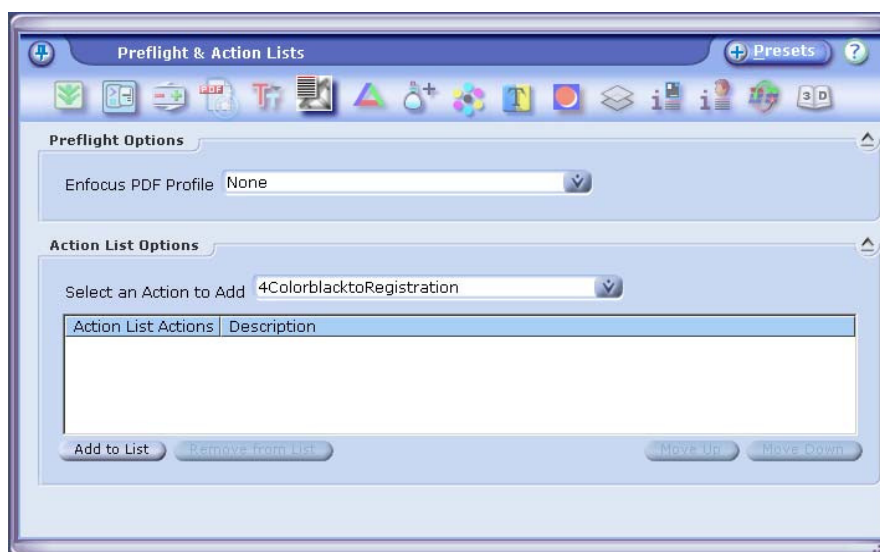 Preflight & Action Lists
Presets
?
PDF
T
i
i
3 D
Preflight Options
Enfocus PDF Profile None
Action List Options
Select an Action to Add 4ColorblacktoRegistration
Action List Actions Description
Add to List Remove from List Move Up Move Down